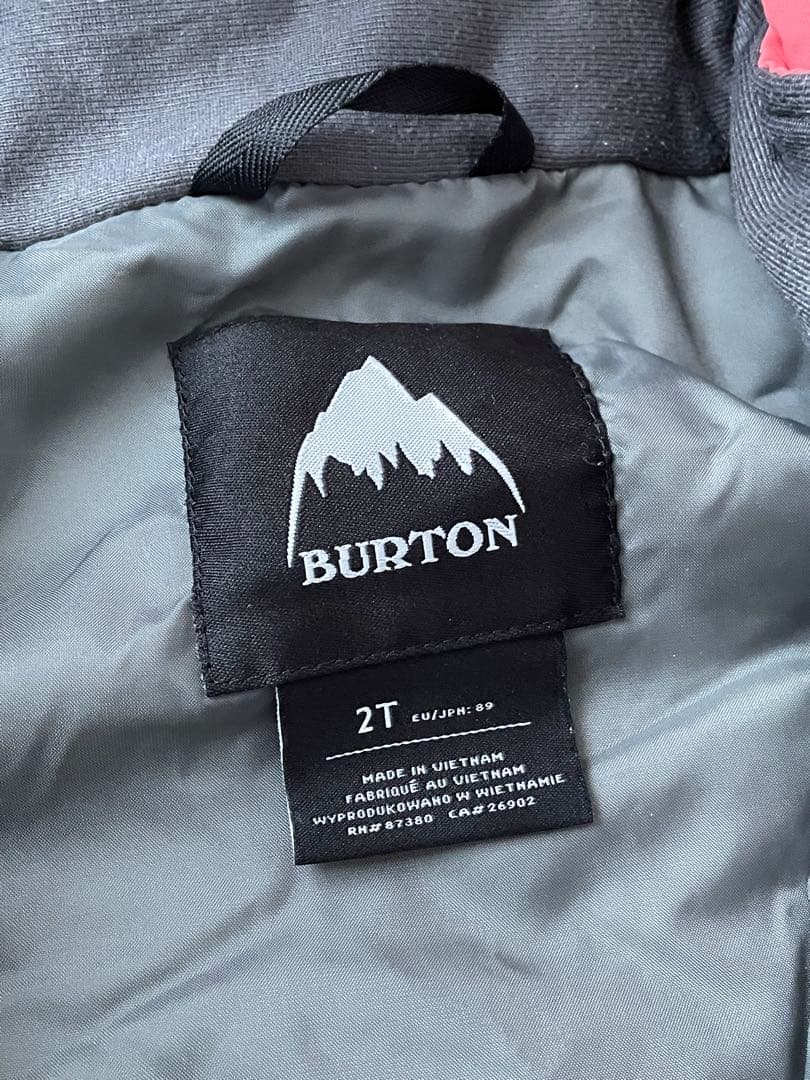 BURTON
2T EU/JPN: 89
MADE IN VIETNAM
FABRIQUÉ AU VIETNAM
WYPRODUKOWANO W WIETNAMIE
RN# 87380 CA# 26902